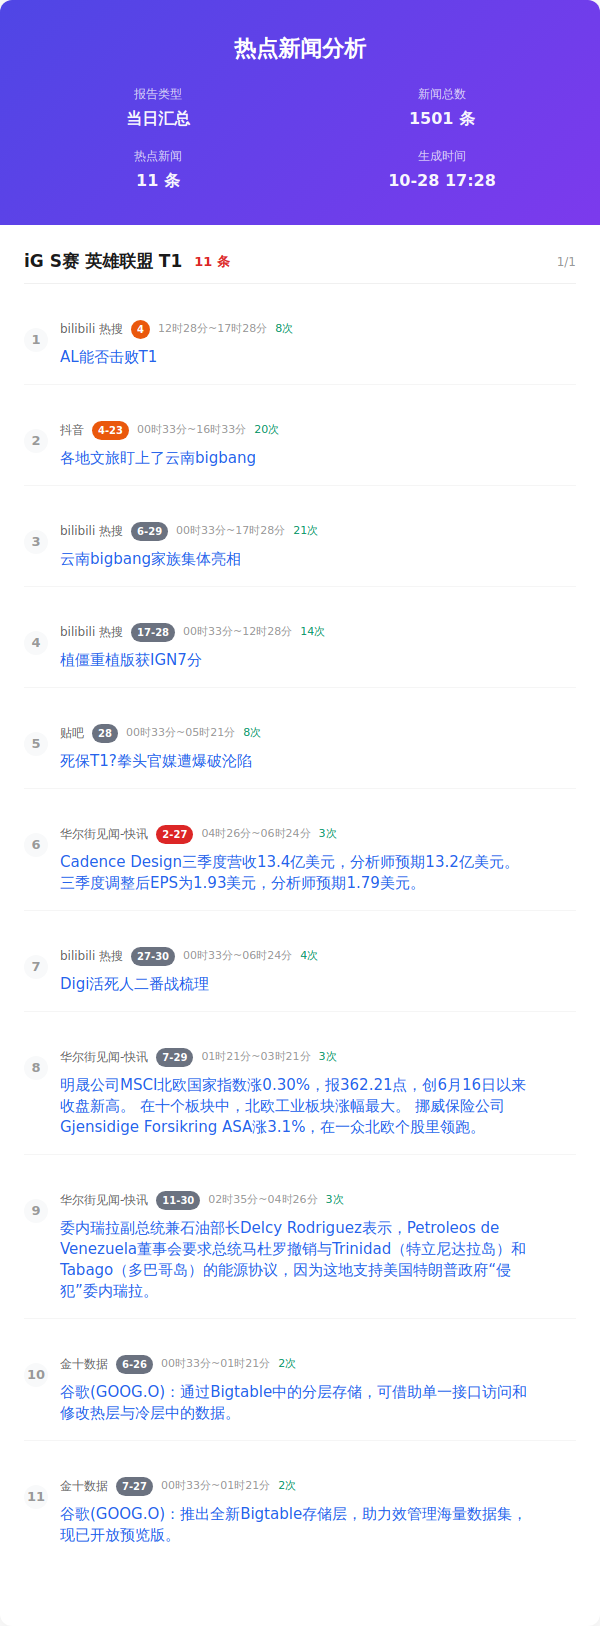 热点新闻分析
报告类型
新闻总数
当日汇总
1501 条
热点新闻
生成时间
11 条
10-28 17:28
iG S赛 英雄联盟 T1 11 条 1/1
1 bilibili 热搜 4 12时28分~17时28分 8次
AL能否击败T1
2 抖音 4-23 00时33分~16时33分 20次
各地文旅盯上了云南bigbang
3 bilibili 热搜 6-29 00时33分~17时28分 21次
云南bigbang家族集体亮相
4 bilibili 热搜 17-28 00时33分~12时28分 14次
植僵重植版获IGN7分
5 贴吧 28 00时33分~05时21分 8次
死保T1?拳头官媒遭爆破沦陷
6 华尔街见闻-快讯 2-27 04时26分~06时24分 3次
Cadence Design三季度营收13.4亿美元，分析师预期13.2亿美元。
三季度调整后EPS为1.93美元，分析师预期1.79美元。
7 bilibili 热搜 27-30 00时33分~06时24分 4次
Digi活死人二番战梳理
8 华尔街见闻-快讯 7-29 01时21分~03时21分 3次
明晟公司MSCI北欧国家指数涨0.30%，报362.21点，创6月16日以来
收盘新高。 在十个板块中，北欧工业板块涨幅最大。 挪威保险公司
Gjensidige Forsikring ASA涨3.1%，在一众北欧个股里领跑。
9 华尔街见闻-快讯 11-30 02时35分~04时26分 3次
委内瑞拉副总统兼石油部长Delcy Rodriguez表示，Petroleos de
Venezuela董事会要求总统马杜罗撤销与Trinidad（特立尼达拉岛）和
Tabago（多巴哥岛）的能源协议，因为这地支持美国特朗普政府“侵
犯”委内瑞拉。
10 金十数据 6-26 00时33分~01时21分 2次
谷歌(GOOG.O)：通过Bigtable中的分层存储，可借助单一接口访问和
修改热层与冷层中的数据。
11 金十数据 7-27 00时33分~01时21分 2次
谷歌(GOOG.O)：推出全新Bigtable存储层，助力效管理海量数据集，
现已开放预览版。